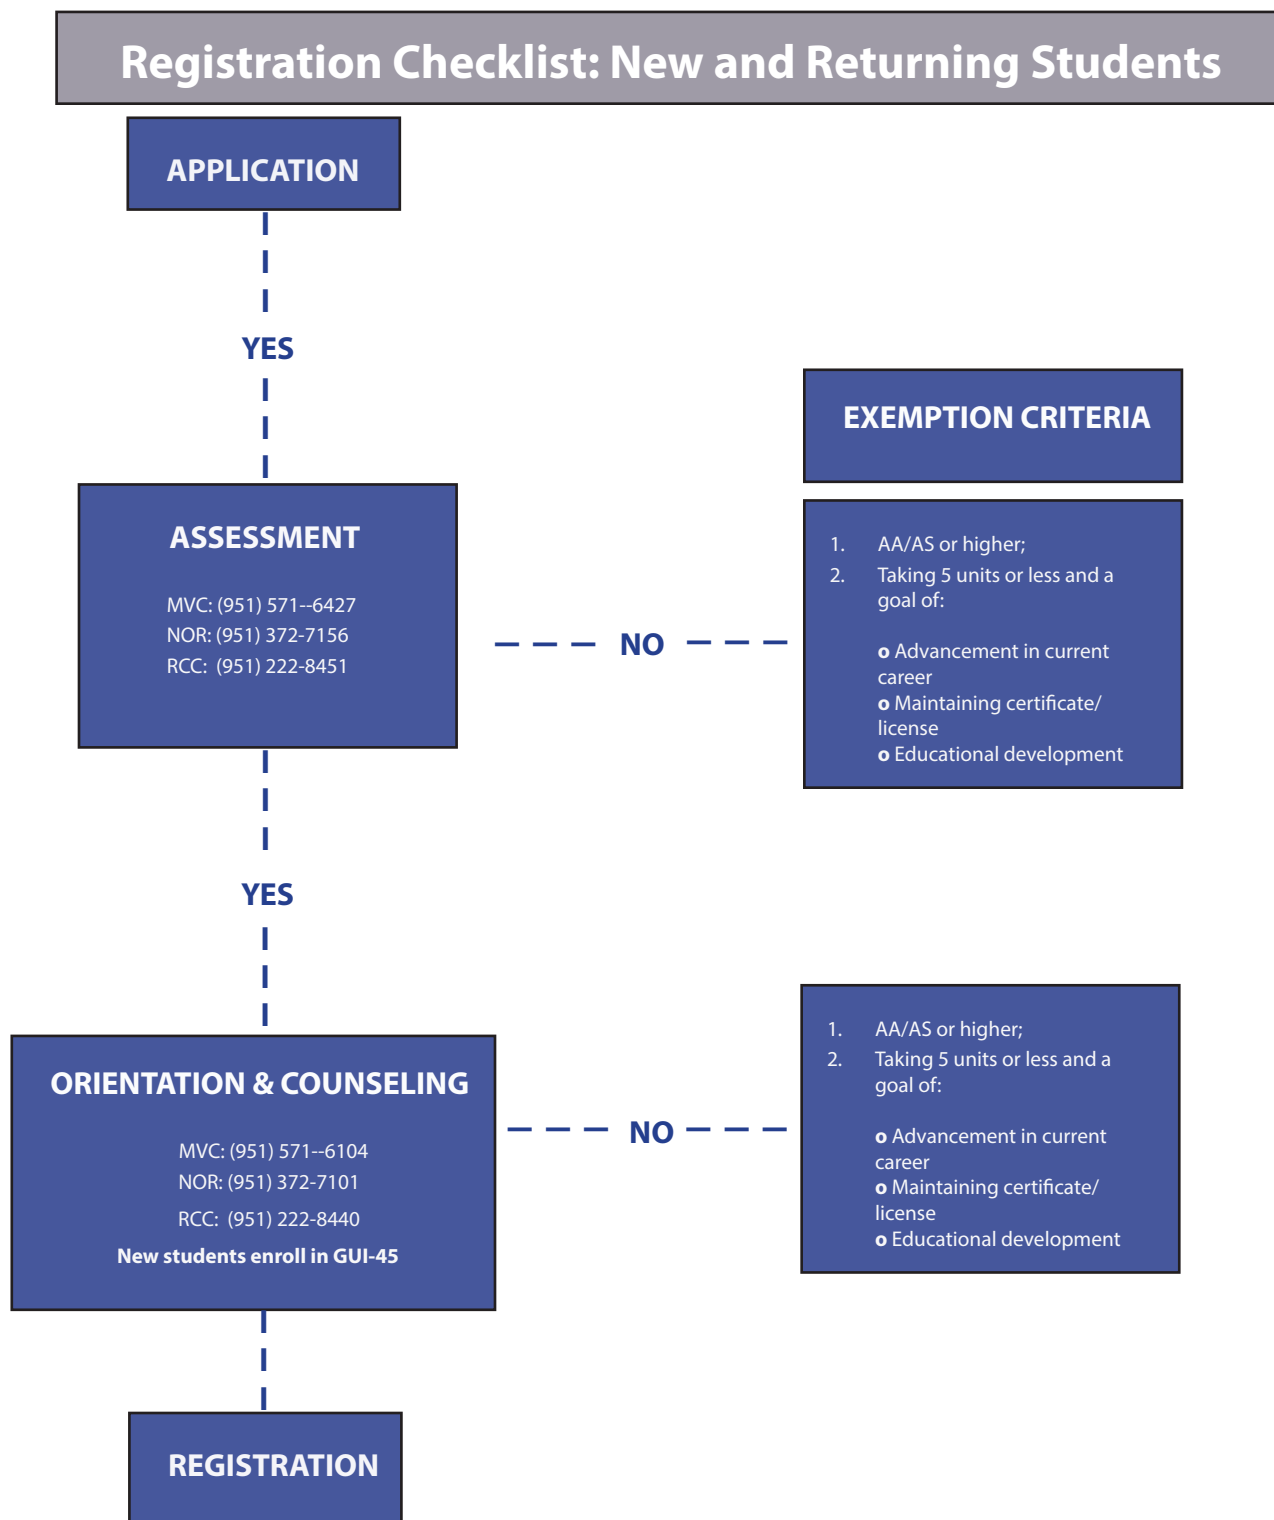 Registration Checklist: New and Returning Students
APPLICATION
YES
EXEMPTION CRITERIA
ASSESSMENT
MVC: (951) 571--6427
NOR: (951) 372-7156
RCC: (951) 222-8451
NO
1. AA/AS or higher;
2. Taking 5 units or less and a
goal of:
o Advancement in current
career
o Maintaining certificate/
license
o Educational development
YES
ORIENTATION & COUNSELING
MVC: (951) 571--6104
NOR: (951) 372-7101
RCC: (951) 222-8440
New students enroll in GUI-45
NO
1. AA/AS or higher;
2. Taking 5 units or less and a
goal of:
o Advancement in current
career
o Maintaining certificate/
license
o Educational development
REGISTRATION